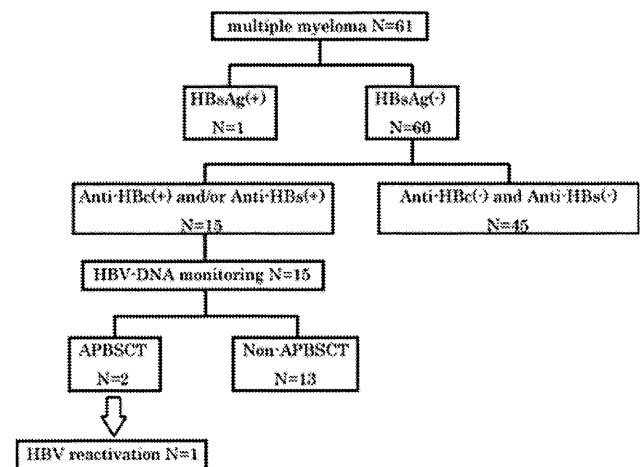 multiple myeloma N=61
HBsAg(+)
N=1
HBsAg(-)
N=60
Anti-HBc(+) and/or Anti-HBs(+)
N=15
Anti-HBc(-) and Anti-HBs(-)
N=45
HBV-DNA monitoring N=15
APBSCT
N=2
Non-APBSCT
N=13
HBV reactivation N=1